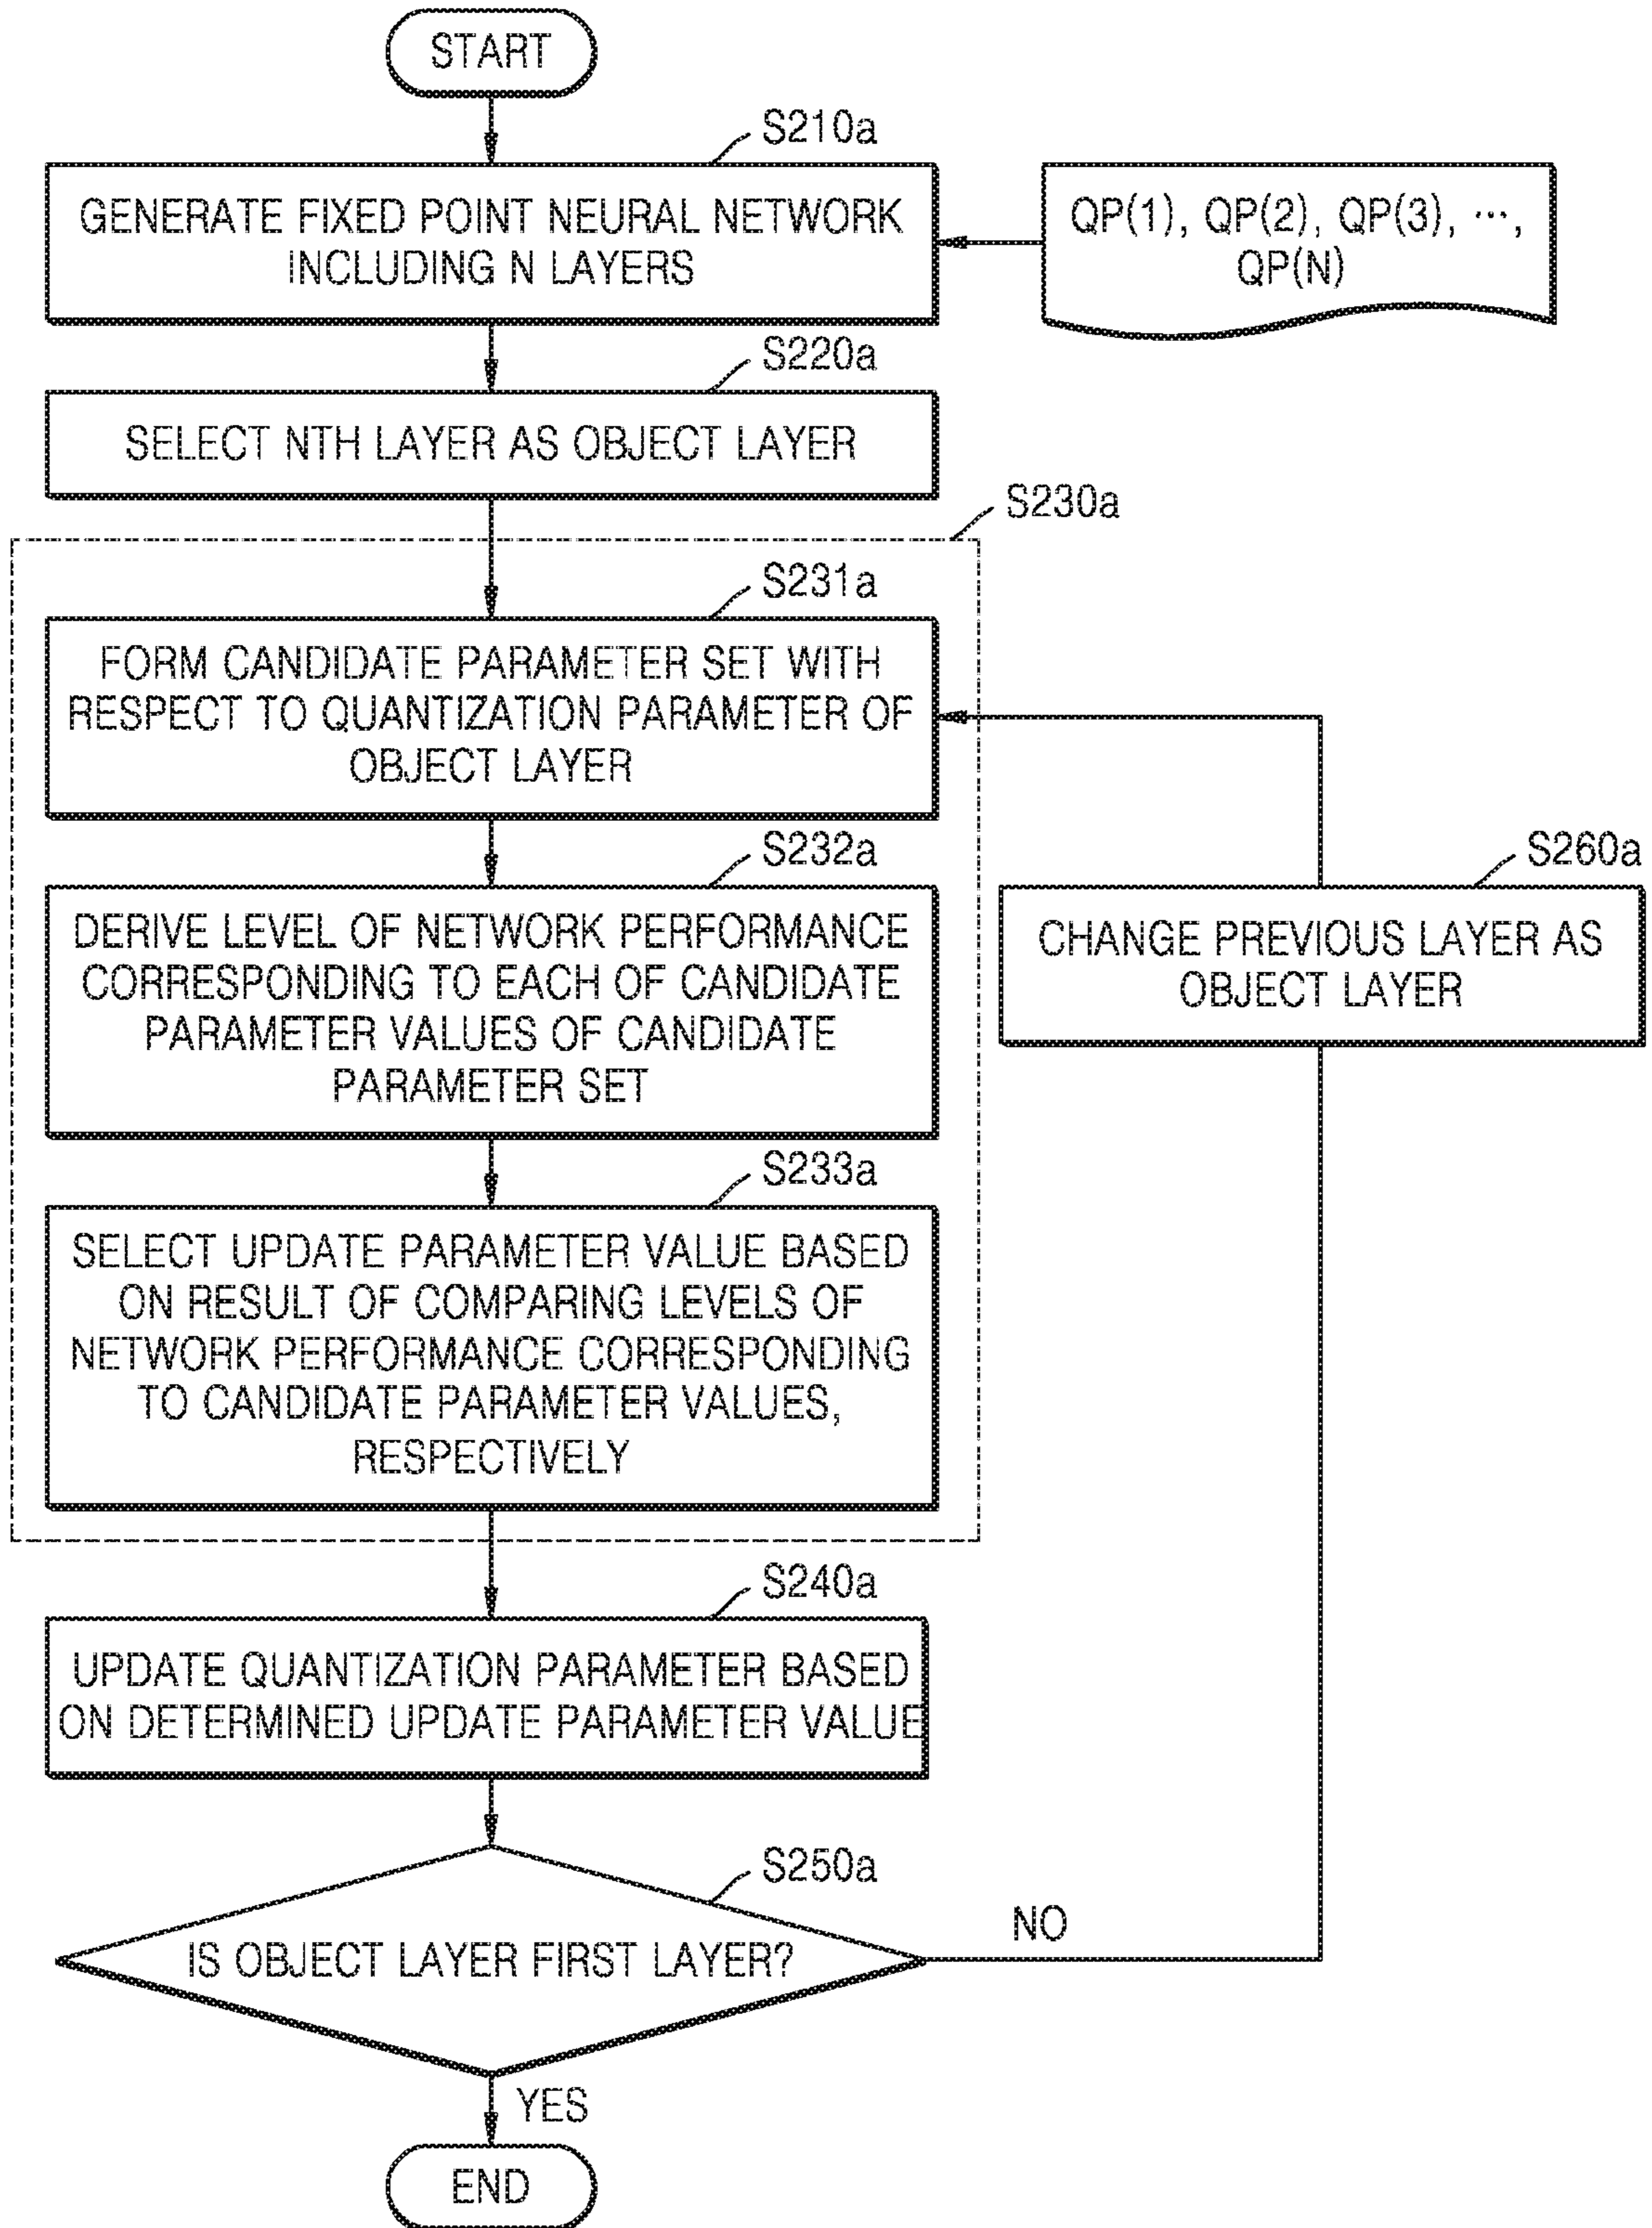 START
S210a
GENERATE FIXED POINT NEURAL NETWORK
INCLUDING N LAYERS
QP(1), QP(2), QP(3), ···,
QP(N)
S220a
SELECT NTH LAYER AS OBJECT LAYER
S230a
S231a
FORM CANDIDATE PARAMETER SET WITH
RESPECT TO QUANTIZATION PARAMETER OF
OBJECT LAYER
S232a
DERIVE LEVEL OF NETWORK PERFORMANCE
CORRESPONDING TO EACH OF CANDIDATE
PARAMETER VALUES OF CANDIDATE
PARAMETER SET
S260a
CHANGE PREVIOUS LAYER AS
OBJECT LAYER
S233a
SELECT UPDATE PARAMETER VALUE BASED
ON RESULT OF COMPARING LEVELS OF
NETWORK PERFORMANCE CORRESPONDING
TO CANDIDATE PARAMETER VALUES,
RESPECTIVELY
S240a
UPDATE QUANTIZATION PARAMETER BASED
ON DETERMINED UPDATE PARAMETER VALUE
S250a
IS OBJECT LAYER FIRST LAYER?
NO
YES
END